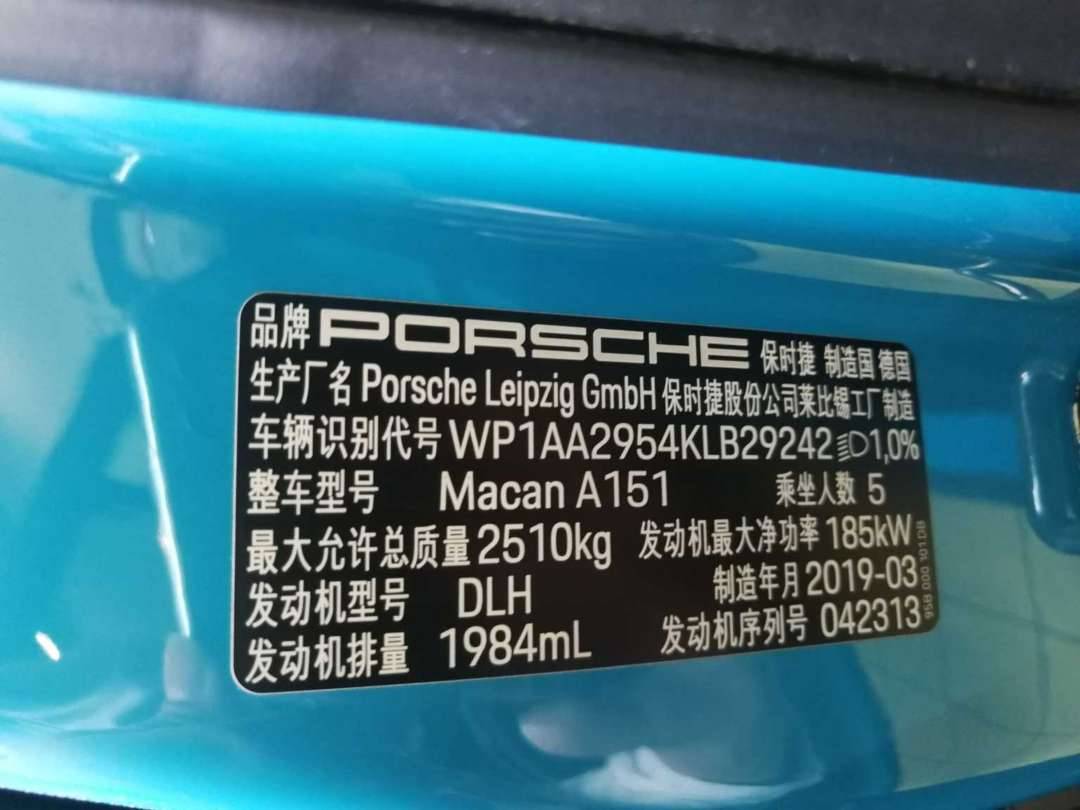 品牌 PORSCHE 保时捷 制造国 德国
生产厂名 Porsche Leipzig GmbH 保时捷股份公司莱比锡工厂制造
车辆识别代号 WP1AA2954KLB29242 1,0%
整车型号 Macan A151 乘坐人数 5
最大允许总质量 2510kg 发动机最大净功率 185kW
发动机型号 DLH 制造年月 2019-03
发动机排量 1984mL 发动机序列号 042313
95B 000 101 DB